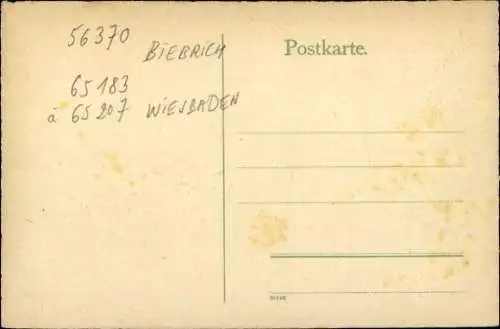 56370 BIEBRICH
65183
à 65207 WIESBADEN
Postkarte.